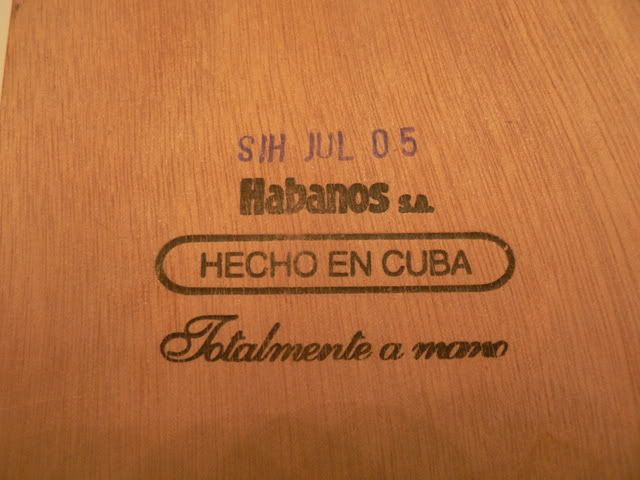 SIH JUL 05
Habanos s.a.
HECHO EN CUBA
Totalmente a mano